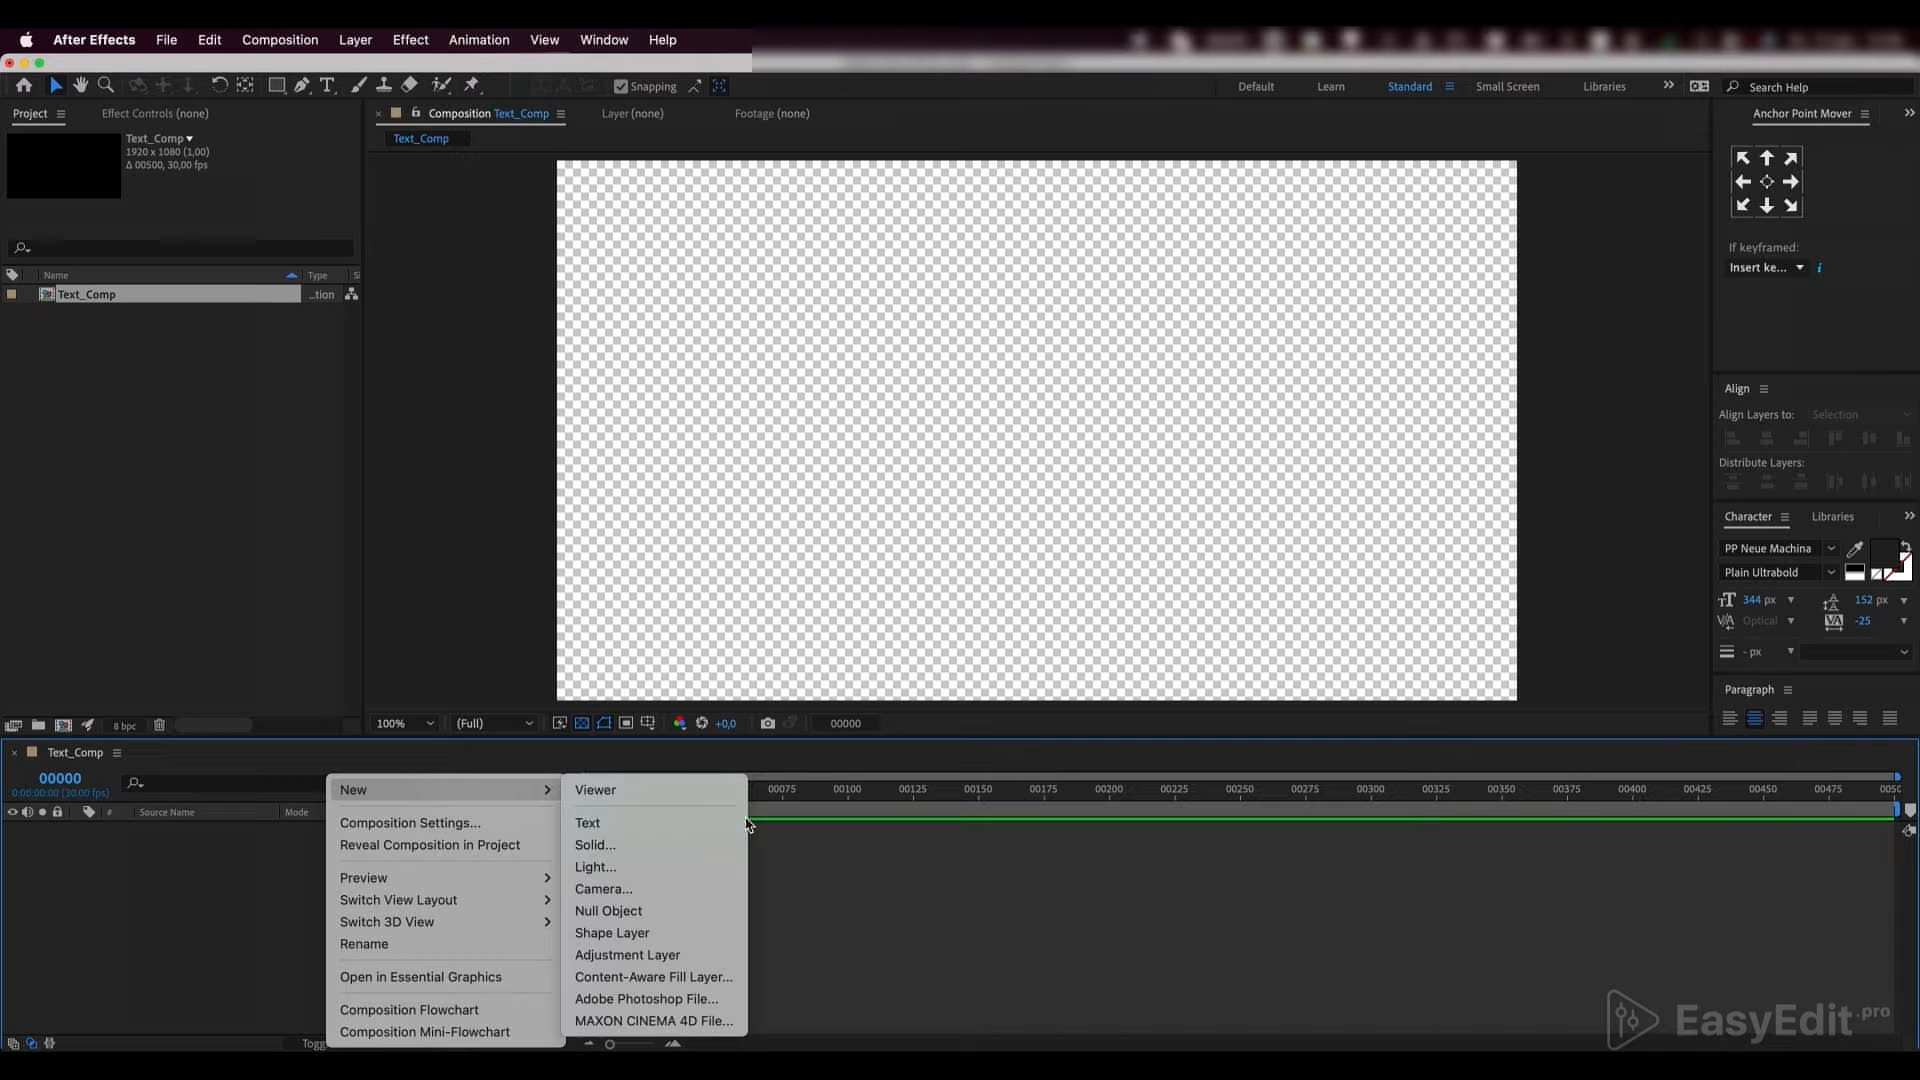 After Effects File Edit Composition Layer Effect Animation View Window Help
Snapping Default Learn Standard Small Screen Libraries Search Help
Project Effect Controls (none) Composition Text_Comp Layer (none) Footage (none) Anchor Point Mover
Text_Comp
1920 x 1080 (1,00)
Δ 00500, 30,00 fps
Text_Comp
If keyframed:
Insert ke...
Name Type
Text_Comp ...tion
Align
Align Layers to: Selection
Distribute Layers:
Character Libraries
PP Neue Machina
Plain Ultrabold
344 px 152 px
Optical -25
- px
Paragraph
8 bpc 100% (Full) +0,0 00000
Text_Comp
00000
0:00:00:00 (30.00 fps)
# Source Name Mode
00075 00100 00125 00150 00175 00200 00225 00250 00275 00300 00325 00350 00375 00400 00425 00450 00475 0050
New
Composition Settings...
Reveal Composition in Project
Preview
Switch View Layout
Switch 3D View
Rename
Open in Essential Graphics
Composition Flowchart
Composition Mini-Flowchart
Viewer
Text
Solid...
Light...
Camera...
Null Object
Shape Layer
Adjustment Layer
Content-Aware Fill Layer...
Adobe Photoshop File...
MAXON CINEMA 4D File...
Togg
EasyEdit.pro